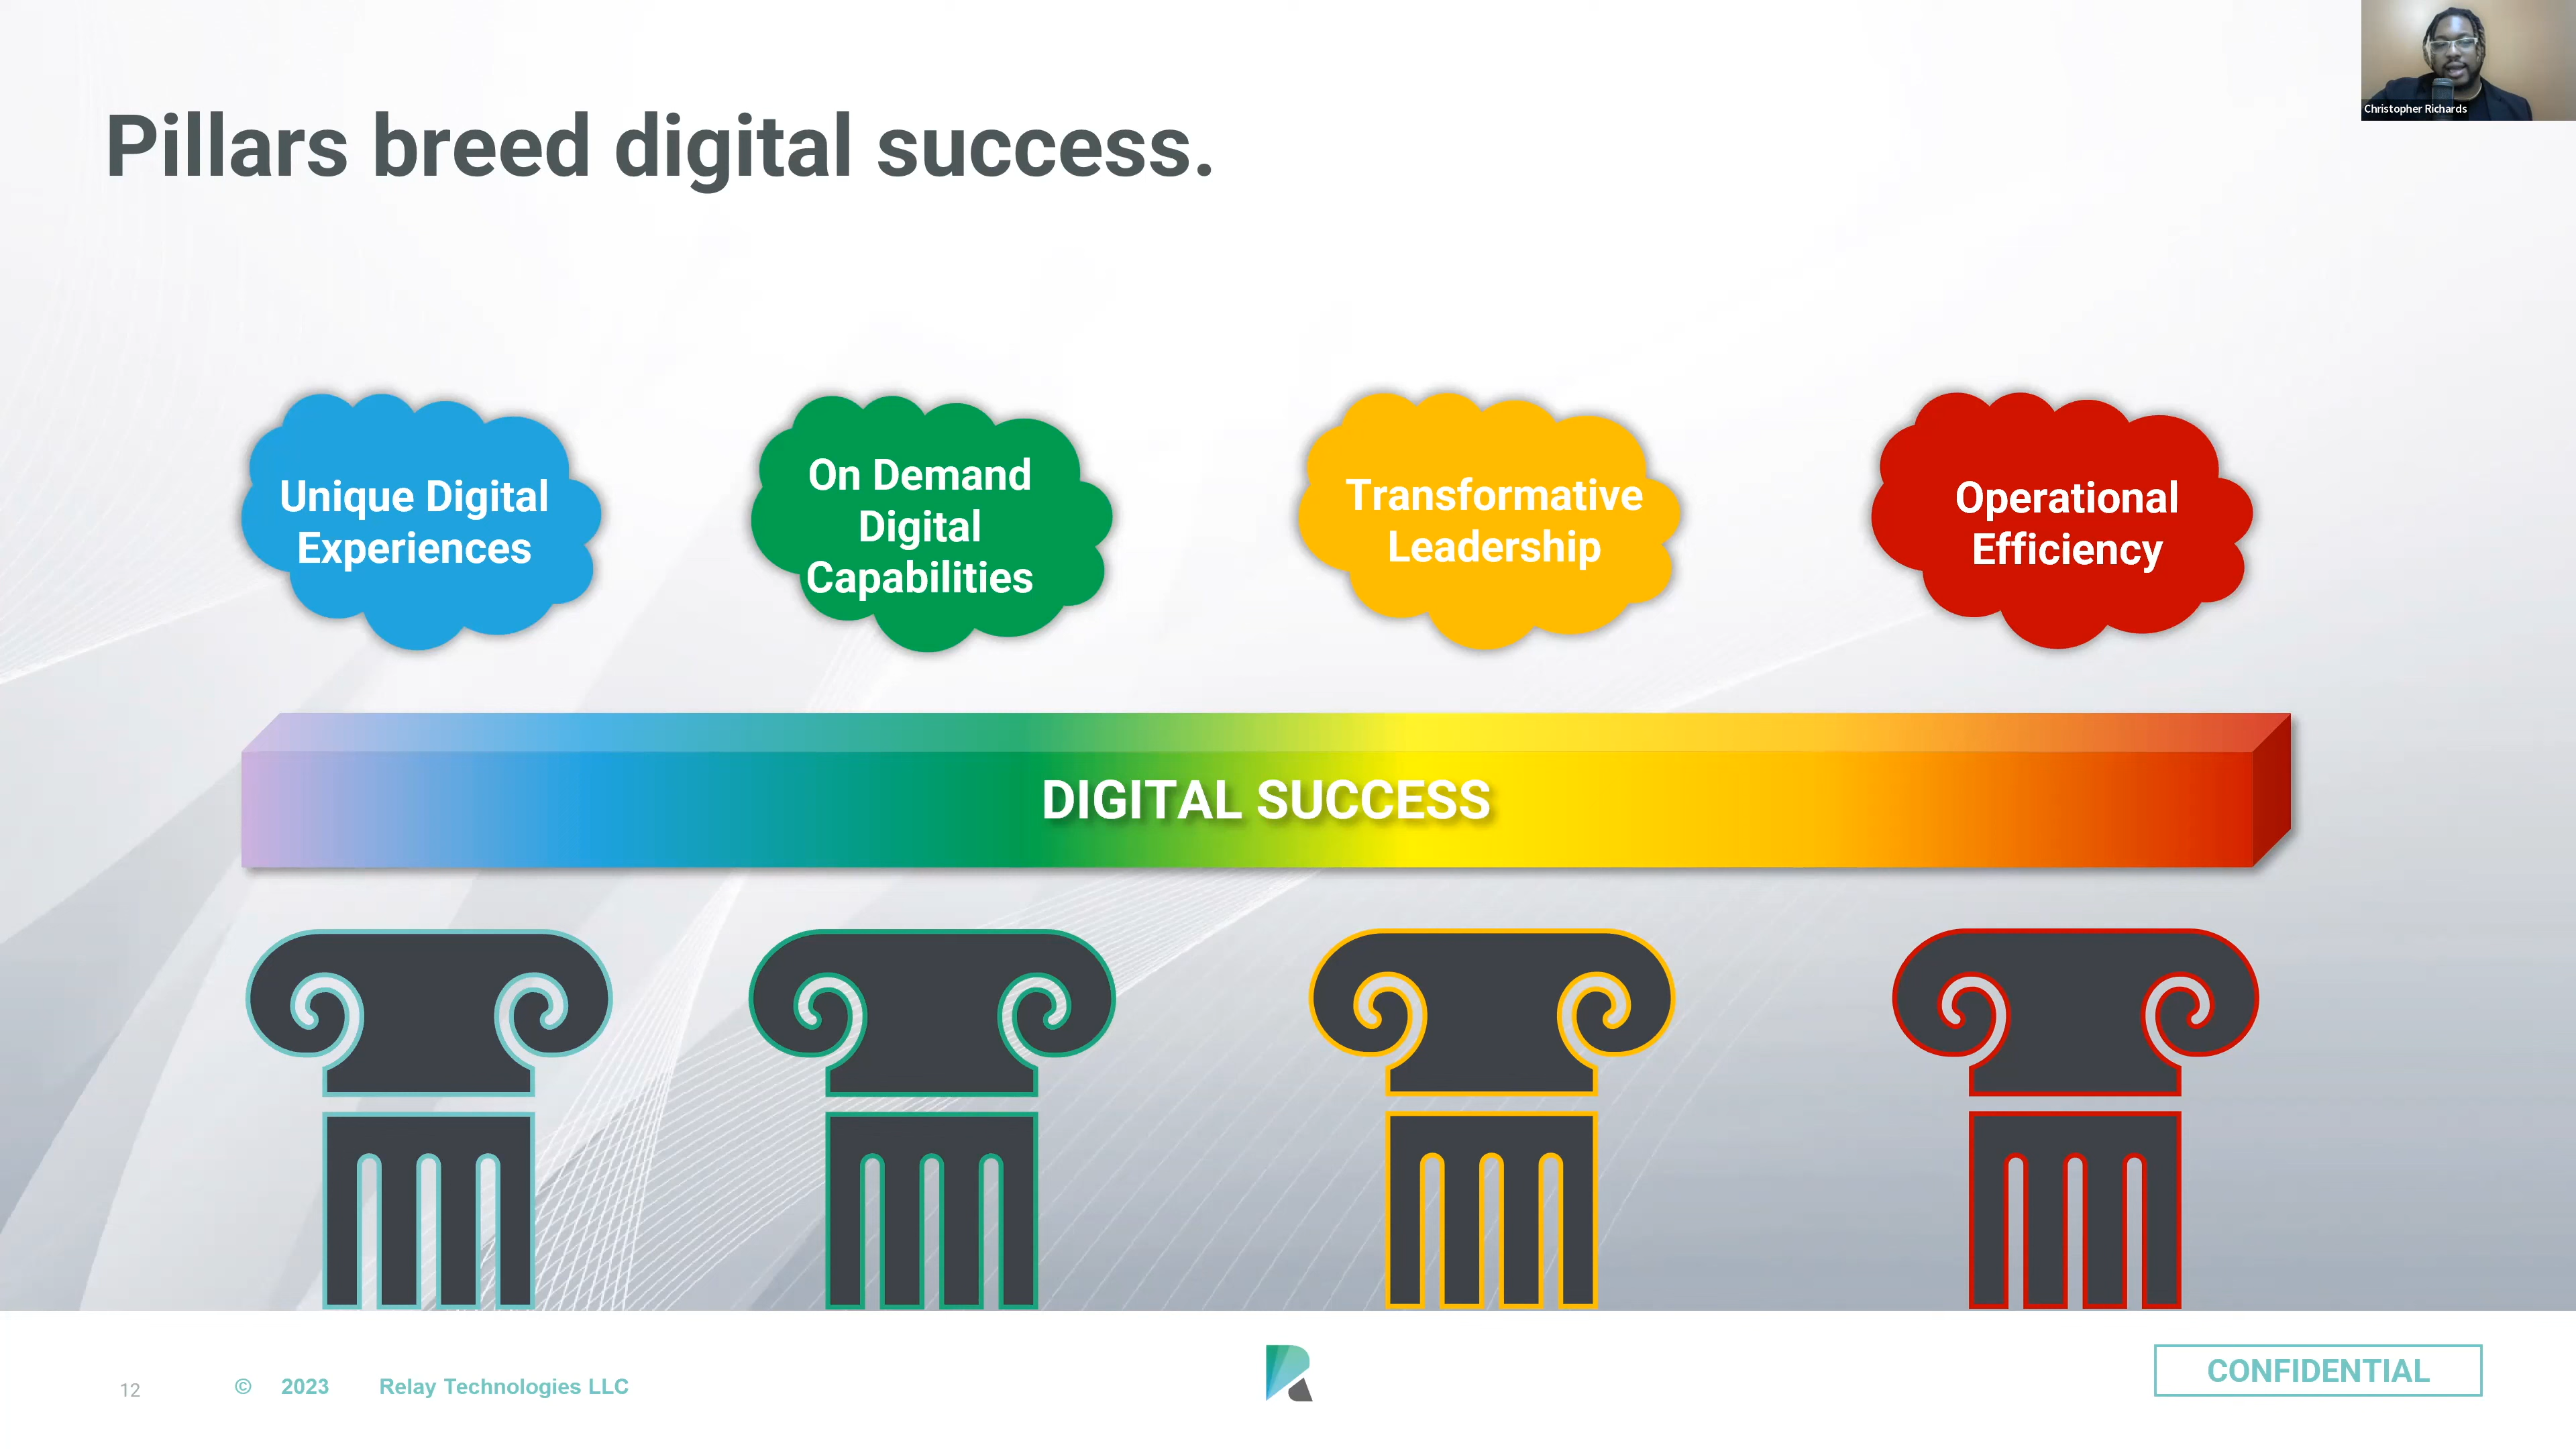 Christopher Richards
Pillars breed digital success.
Unique Digital
Experiences
On Demand
Digital
Capabilities
Transformative
Leadership
Operational
Efficiency
DIGITAL SUCCESS
12
© 2023 Relay Technologies LLC
CONFIDENTIAL